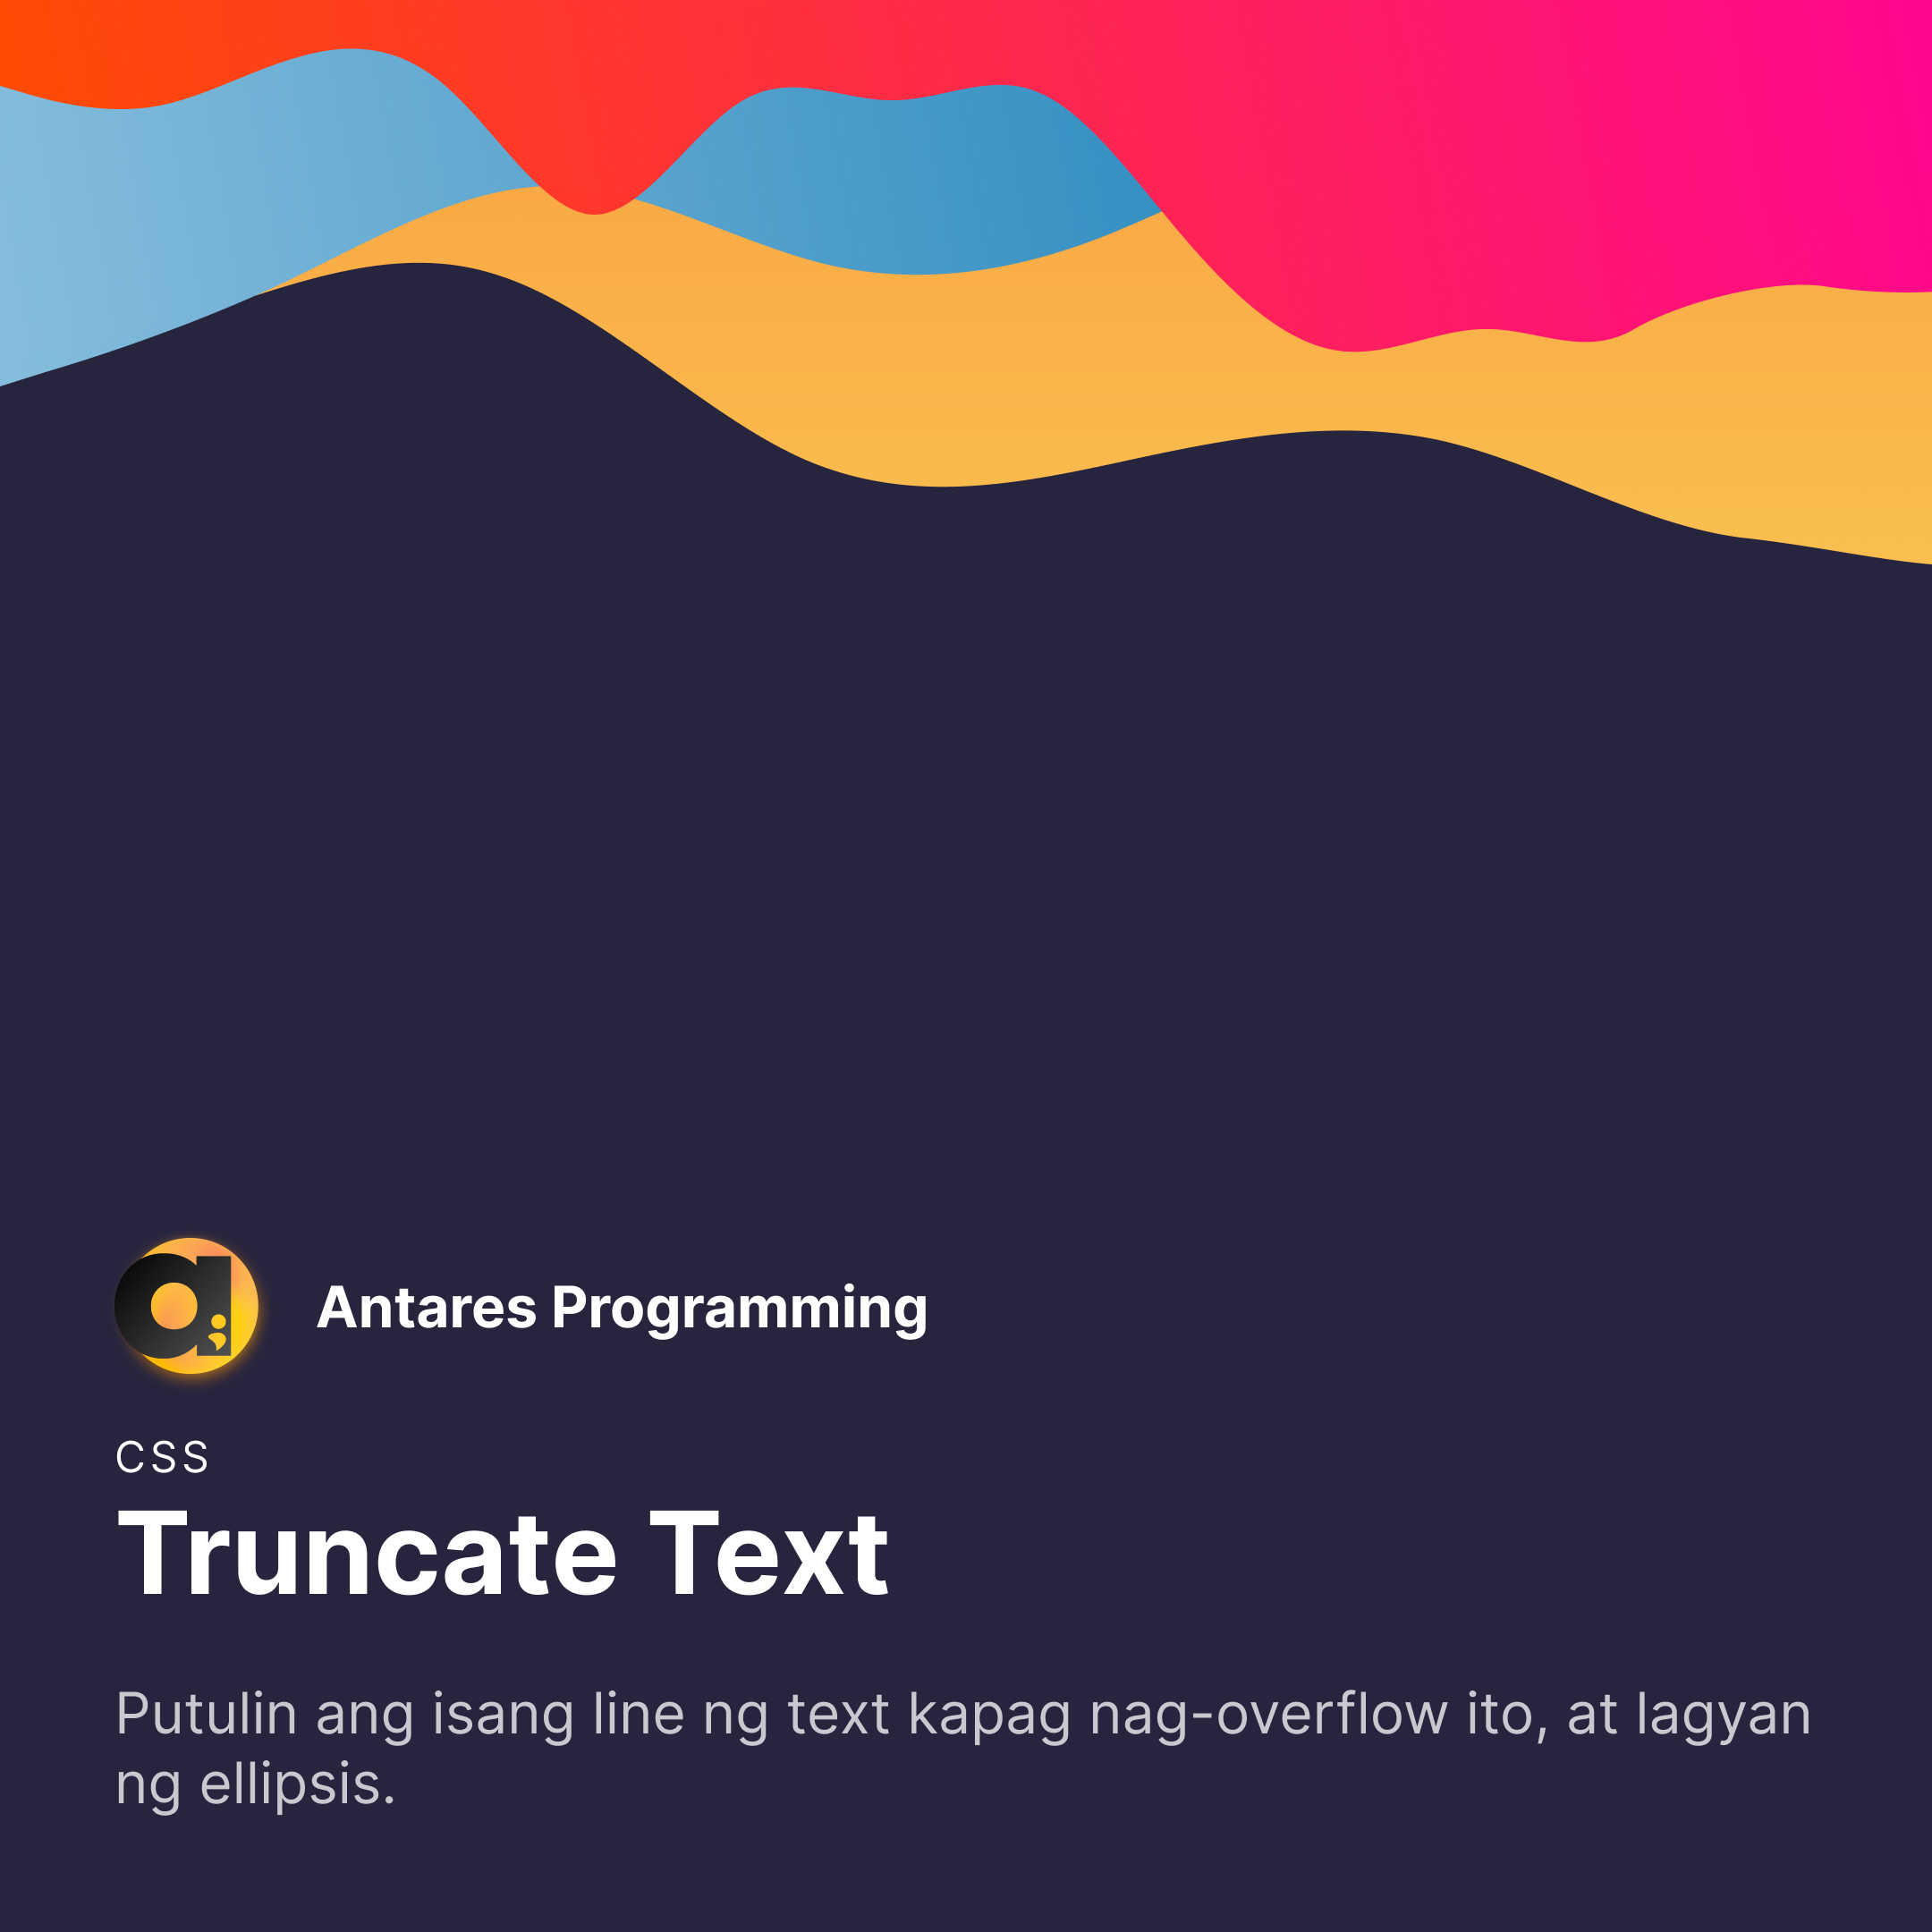 a;
Antares Programming
CSS
Truncate Text
Putulin ang isang line ng text kapag nag-overflow ito, at lagyan
ng ellipsis.